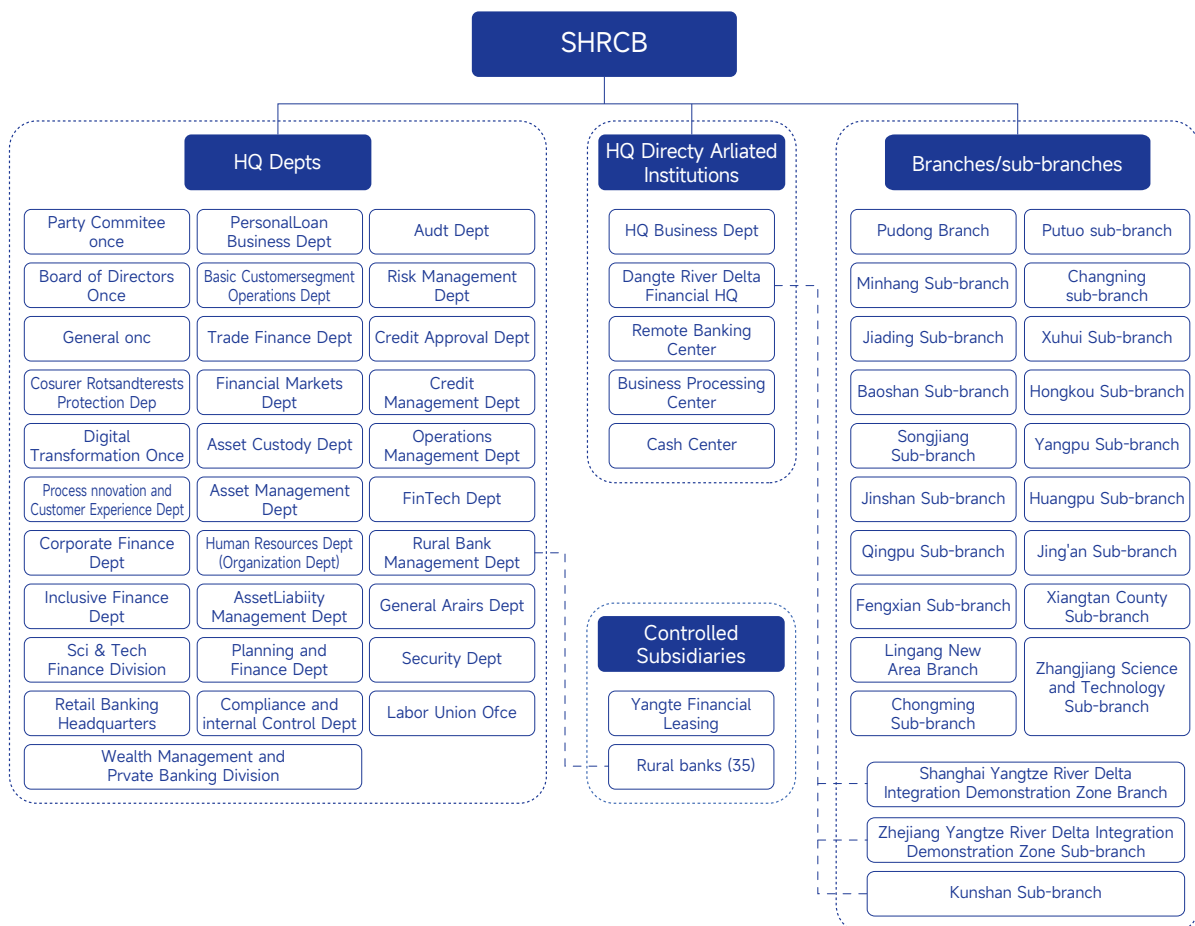 SHRCB
HQ Depts
Party Commitee
once
PersonalLoan
Business Dept
Audt Dept
Board of Directors
Once
Basic Customersegment
Operations Dept
Risk Management
Dept
General onc
Trade Finance Dept
Credit Approval Dept
Cosurer Rotsandterests
Protection Dep
Financial Markets
Dept
Credit
Management Dept
Digital
Transformation Once
Asset Custody Dept
Operations
Management Dept
Process nnovation and
Customer Experience Dept
Asset Management
Dept
FinTech Dept
Corporate Finance
Dept
Human Resources Dept
(Organization Dept)
Rural Bank
Management Dept
Inclusive Finance
Dept
AssetLiabiity
Management Dept
General Arairs Dept
Sci & Tech
Finance Division
Planning and
Finance Dept
Security Dept
Retail Banking
Headquarters
Compliance and
internal Control Dept
Labor Union Ofce
Wealth Management and
Prvate Banking Division
HQ Directy Arliated
Institutions
HQ Business Dept
Dangte River Delta
Financial HQ
Remote Banking
Center
Business Processing
Center
Cash Center
Controlled
Subsidiaries
Yangte Financial
Leasing
Rural banks (35)
Branches/sub-branches
Pudong Branch
Putuo sub-branch
Minhang Sub-branch
Changning
sub-branch
Jiading Sub-branch
Xuhui Sub-branch
Baoshan Sub-branch
Hongkou Sub-branch
Songjiang
Sub-branch
Yangpu Sub-branch
Jinshan Sub-branch
Huangpu Sub-branch
Qingpu Sub-branch
Jing'an Sub-branch
Fengxian Sub-branch
Xiangtan County
Sub-branch
Lingang New
Area Branch
Zhangjiang Science
and Technology
Sub-branch
Chongming
Sub-branch
Shanghai Yangtze River Delta
Integration Demonstration Zone Branch
Zhejiang Yangtze River Delta Integration
Demonstration Zone Sub-branch
Kunshan Sub-branch